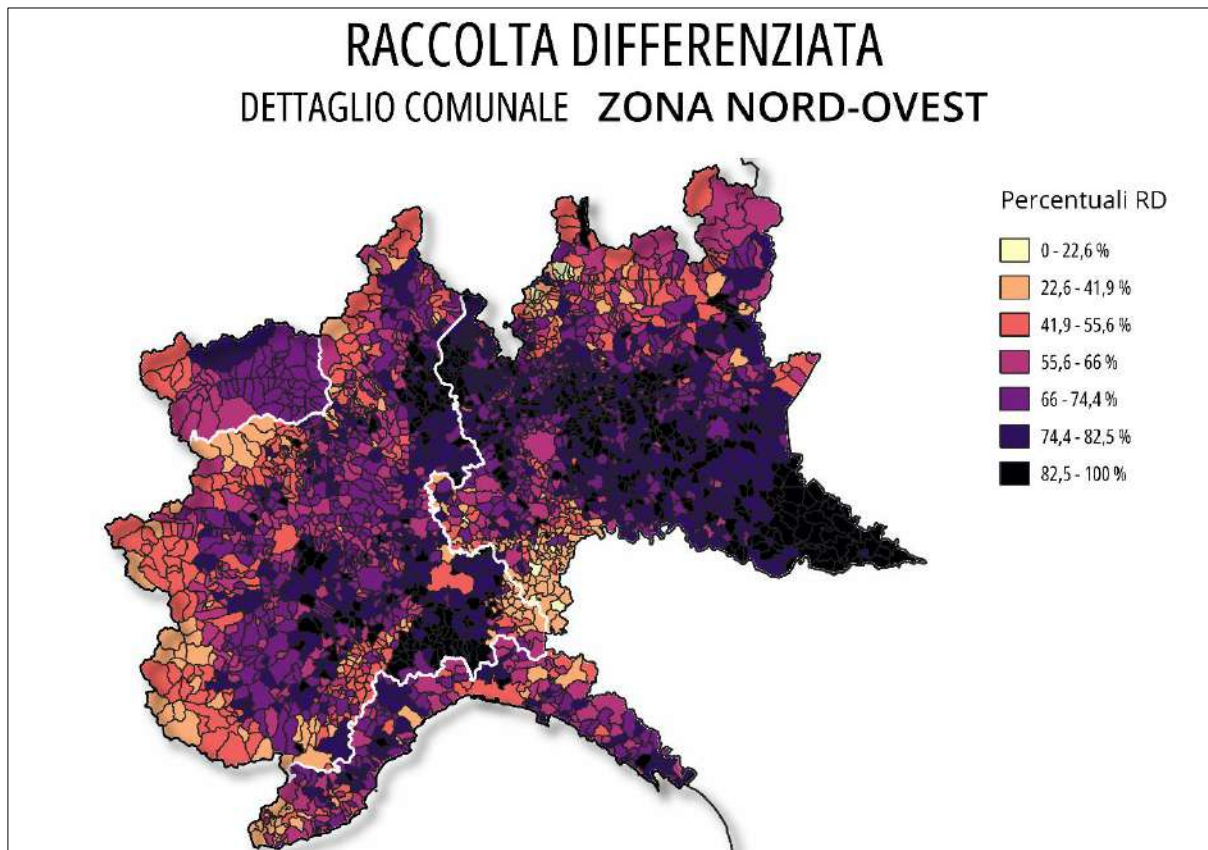 RACCOLTA DIFFERENZIATA
DETTAGLIO COMUNALE ZONA NORD-OVEST
Percentuali RD
0 - 22,6 %
22,6 - 41,9 %
41,9 - 55,6 %
55,6 - 66 %
66 - 74,4 %
74,4 - 82,5 %
82,5 - 100 %